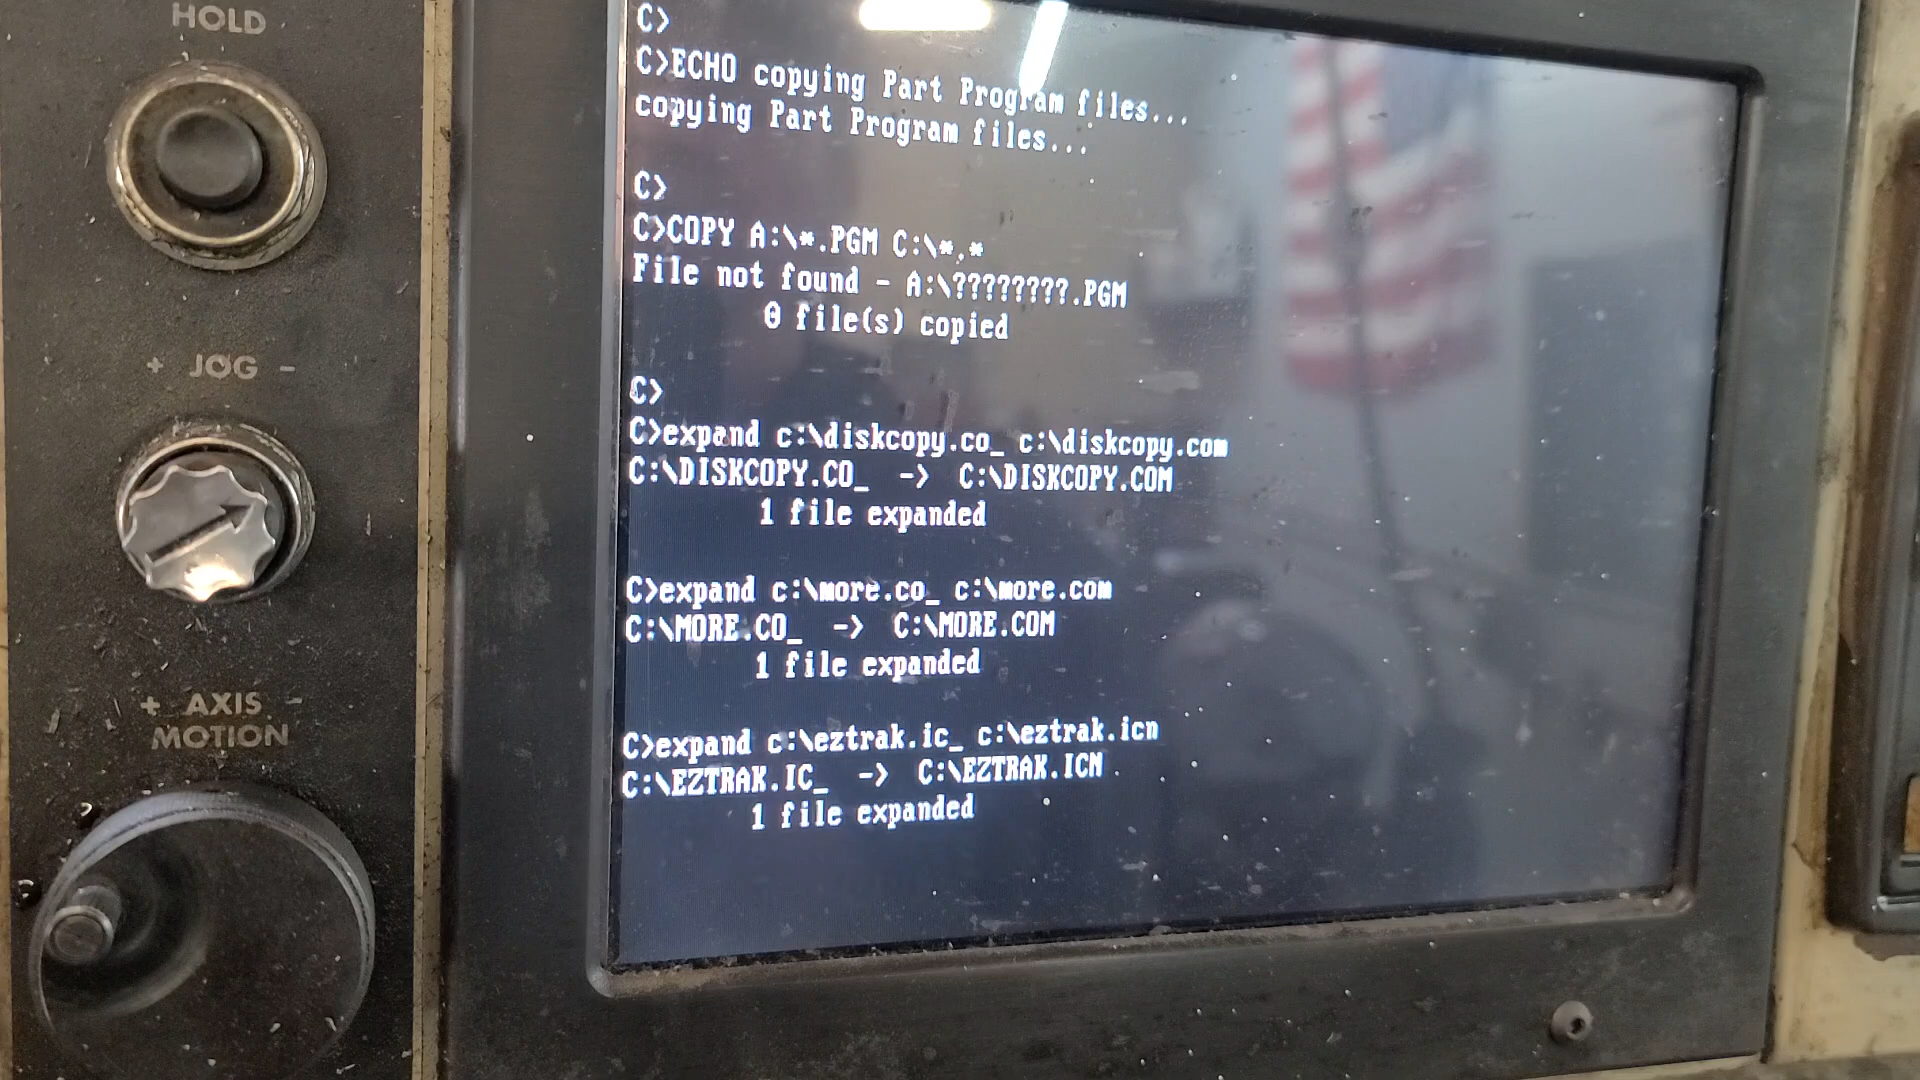 HOLD
+ JOG -
+ AXIS -
MOTION
C>
C>ECHO copying Part Program files...
copying Part Program files...
C>
C>COPY A:\*.PGM C:\*.*
File not found - A:\????????.PGM
0 file(s) copied
C>
C>expand c:\diskcopy.co_ c:\diskcopy.com
C:\DISKCOPY.CO_ -> C:\DISKCOPY.COM
1 file expanded
C>expand c:\more.co_ c:\more.com
C:\MORE.CO_ -> C:\MORE.COM
1 file expanded
C>expand c:\eztrak.ic_ c:\eztrak.icn
C:\EZTRAK.IC_ -> C:\EZTRAK.ICN
1 file expanded